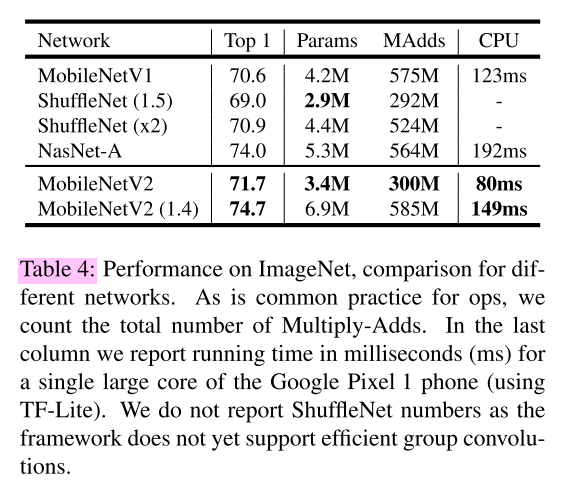 Network Top 1 Params MAdds CPU
MobileNetV1 70.6 4.2M 575M 123ms
ShuffleNet (1.5) 69.0 2.9M 292M -
ShuffleNet (x2) 70.9 4.4M 524M -
NasNet-A 74.0 5.3M 564M 192ms
MobileNetV2 71.7 3.4M 300M 80ms
MobileNetV2 (1.4) 74.7 6.9M 585M 149ms
Table 4: Performance on ImageNet, comparison for dif-
ferent networks. As is common practice for ops, we
count the total number of Multiply-Adds. In the last
column we report running time in milliseconds (ms) for
a single large core of the Google Pixel 1 phone (using
TF-Lite). We do not report ShuffleNet numbers as the
framework does not yet support efficient group convolu-
tions.